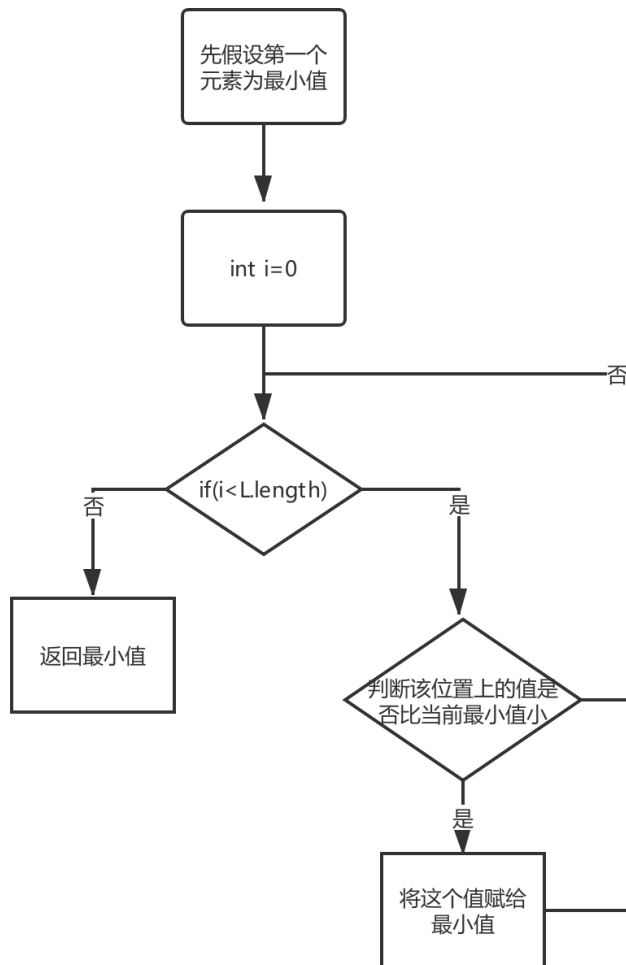 先假设第一个
元素为最小值
int i=0
否
if(i<L.length)
否
是
返回最小值
判断该位置上的值是
否比当前最小值小
是
将这个值赋给
最小值